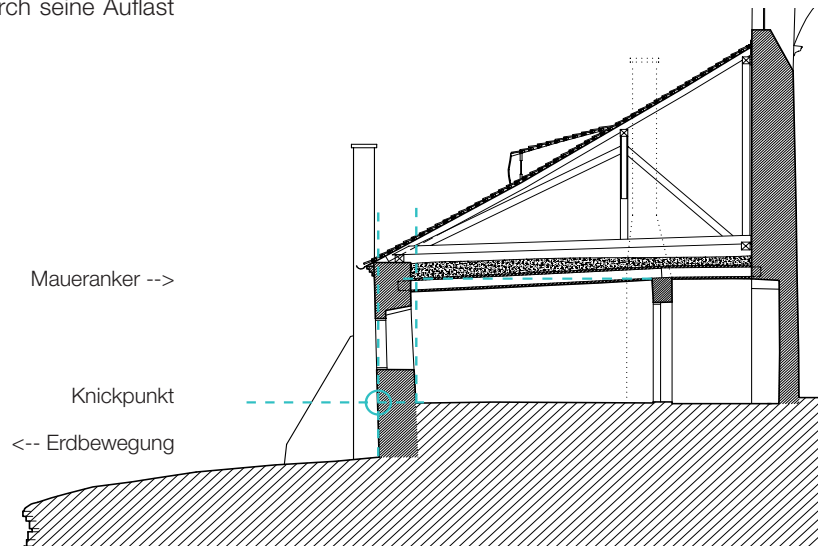 rch seine Auflast
Maueranker -->
Knickpunkt
<-- Erdbewegung